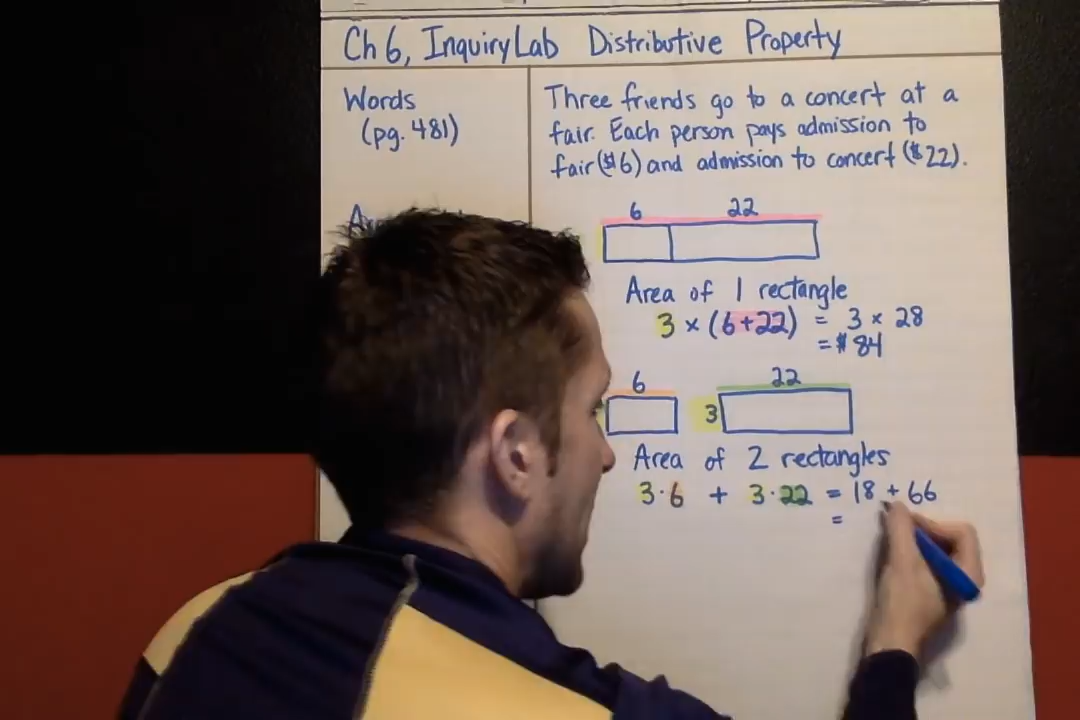 Ch 6, Inquiry Lab Distributive Property
Words
(pg. 481)
Three friends go to a concert at a
fair. Each person pays admission to
fair ($6) and admission to concert ($22).
6 22
Area of 1 rectangle
3 × (6+22) = 3 × 28
= $84
6 22
3
Area of 2 rectangles
3·6 + 3·22 = 18 + 66
=